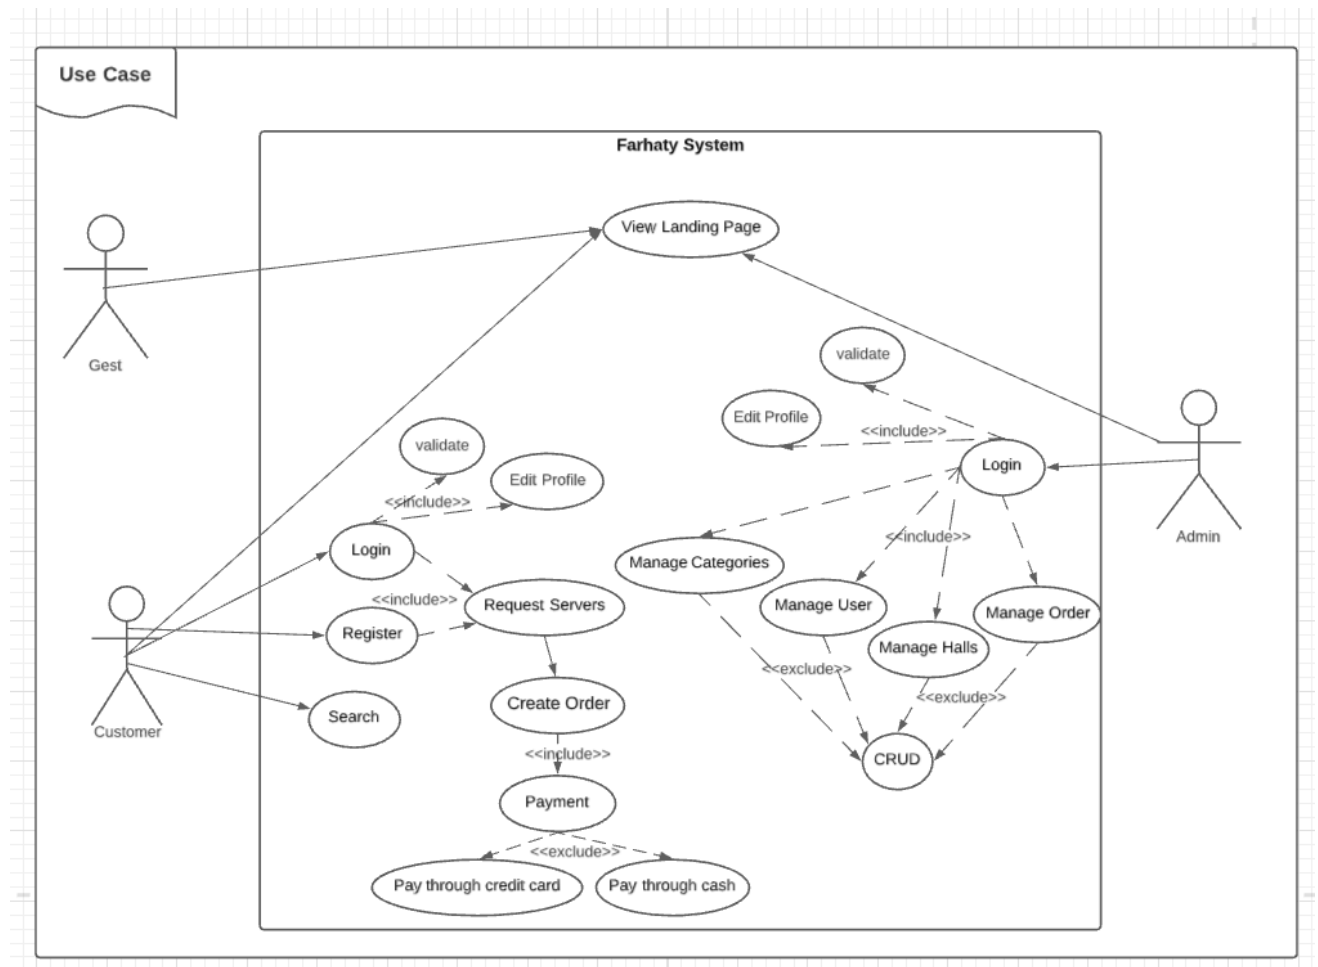 Use Case
Farhaty System
View Landing Page
Gest
validate
Edit Profile
<<include>>
Login
Admin
validate
Edit Profile
<<include>>
Login
<<include>>
Manage Categories
Manage User
Manage Halls
Manage Order
<<include>>
Request Servers
Register
Customer
Search
Create Order
<<exclude>>
<<exclude>>
CRUD
<<include>>
Payment
<<exclude>>
Pay through credit card
Pay through cash